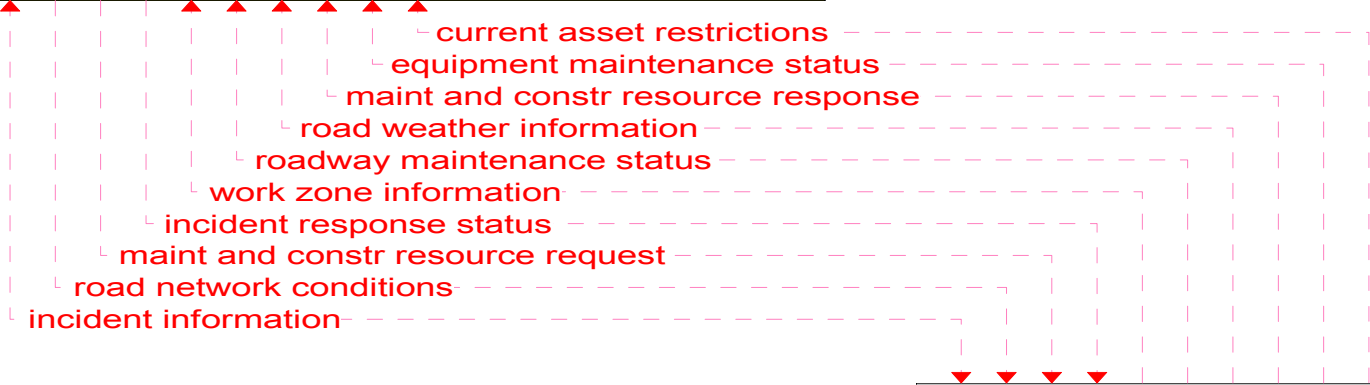 current asset restrictions
equipment maintenance status
maint and constr resource response
road weather information
roadway maintenance status
work zone information
incident response status
maint and constr resource request
road network conditions
incident information